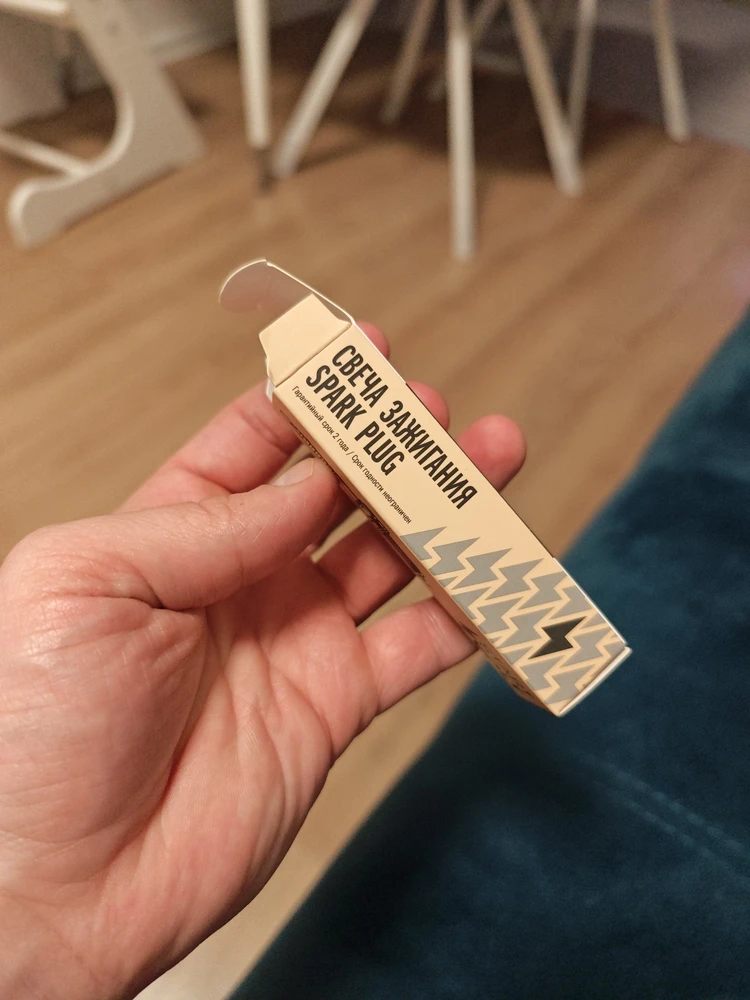 СВЕЧА ЗАЖИГАНИЯ
SPARK PLUG
Гарантийный срок 2 года / Срок годности неограничен